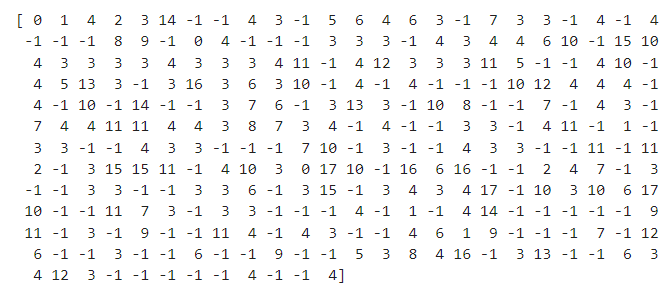 [ 0 1 4 2 3 14 -1 -1 4 3 -1 5 6 4 6 3 -1 7 3 3 -1 4 -1 4
-1 -1 -1 8 9 -1 0 4 -1 -1 -1 3 3 3 -1 4 3 4 4 6 10 -1 15 10
4 3 3 3 3 4 3 3 3 4 11 -1 4 12 3 3 3 11 5 -1 -1 4 10 -1
4 5 13 3 -1 3 16 3 6 3 10 -1 4 -1 4 -1 -1 -1 10 12 4 4 4 -1
4 -1 10 -1 14 -1 -1 3 7 6 -1 3 13 3 -1 10 8 -1 -1 7 -1 4 3 -1
7 4 4 11 11 4 4 3 8 7 3 4 -1 4 -1 -1 3 3 -1 4 11 -1 1 -1
3 3 -1 -1 4 3 3 -1 -1 -1 7 10 -1 3 -1 -1 4 3 3 -1 -1 11 -1 11
2 -1 3 15 15 11 -1 4 10 3 0 17 10 -1 16 6 16 -1 -1 2 4 7 -1 3
-1 -1 3 3 -1 -1 3 3 6 -1 3 15 -1 3 4 3 4 17 -1 10 3 10 6 17
10 -1 -1 11 7 3 -1 3 3 -1 -1 -1 4 -1 1 -1 4 14 -1 -1 -1 -1 -1 9
11 -1 3 -1 9 -1 -1 11 4 -1 4 3 -1 -1 4 6 1 9 -1 -1 -1 7 -1 12
6 -1 -1 3 -1 -1 6 -1 -1 9 -1 -1 5 3 8 4 16 -1 3 13 -1 -1 6 3
4 12 3 -1 -1 -1 -1 -1 4 -1 -1 4]